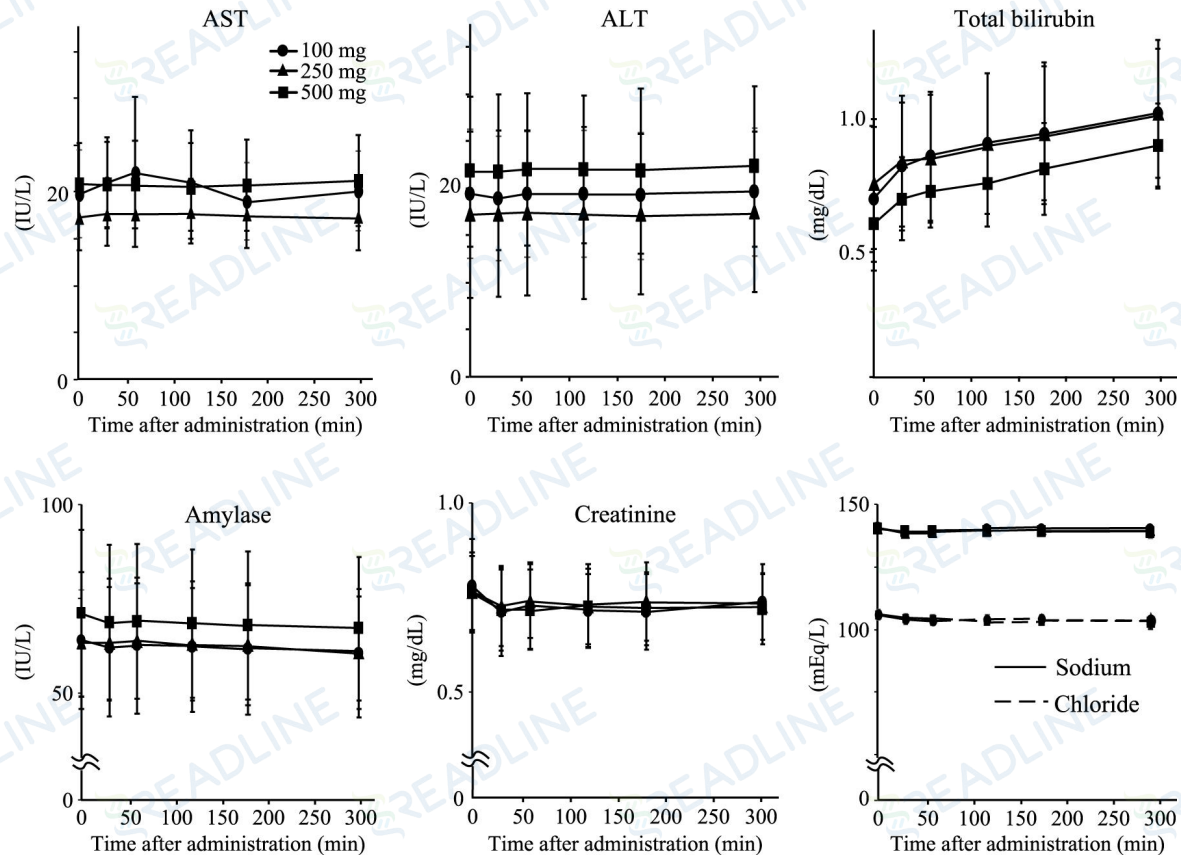 AST
ALT
Total bilirubin
100 mg
250 mg
500 mg
(IU/L)
20
0
0 50 100 150 200 250 300
Time after administration (min)
(IU/L)
20
0
0 50 100 150 200 250 300
Time after administration (min)
(mg/dL)
1.0
0.5
0 50 100 150 200 250 300
Time after administration (min)
Amylase
(IU/L)
100
50
0
0 50 100 150 200 250 300
Time after administration (min)
Creatinine
(mg/dL)
1.0
0.5
0
0 50 100 150 200 250 300
Time after administration (min)
(mEq/L)
150
100
0
Sodium
Chloride
0 50 100 150 200 250 300
Time after administration (min)
READLINE